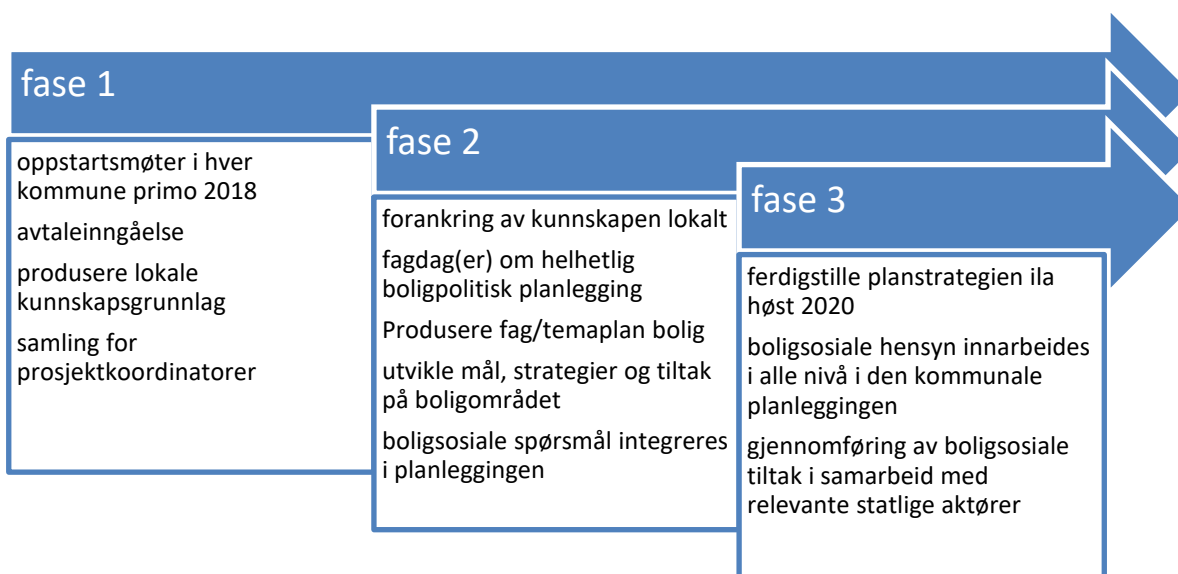 fase 1
oppstartsmøter i hver
kommune primo 2018
avtaleinngåelse
produsere lokale
kunnskapsgrunnlag
samling for
prosjektkoordinatorer
fase 2
forankring av kunnskapen lokalt
fagdag(er) om helhetlig
boligpolitisk planlegging
Produsere fag/temaplan bolig
utvikle mål, strategier og tiltak
på boligområdet
boligsosiale spørsmål integreres
i planleggingen
fase 3
ferdigstille planstrategien ila
høst 2020
boligsosiale hensyn innarbeides
i alle nivå i den kommunale
planleggingen
gjennomføring av boligsosiale
tiltak i samarbeid med
relevante statlige aktører